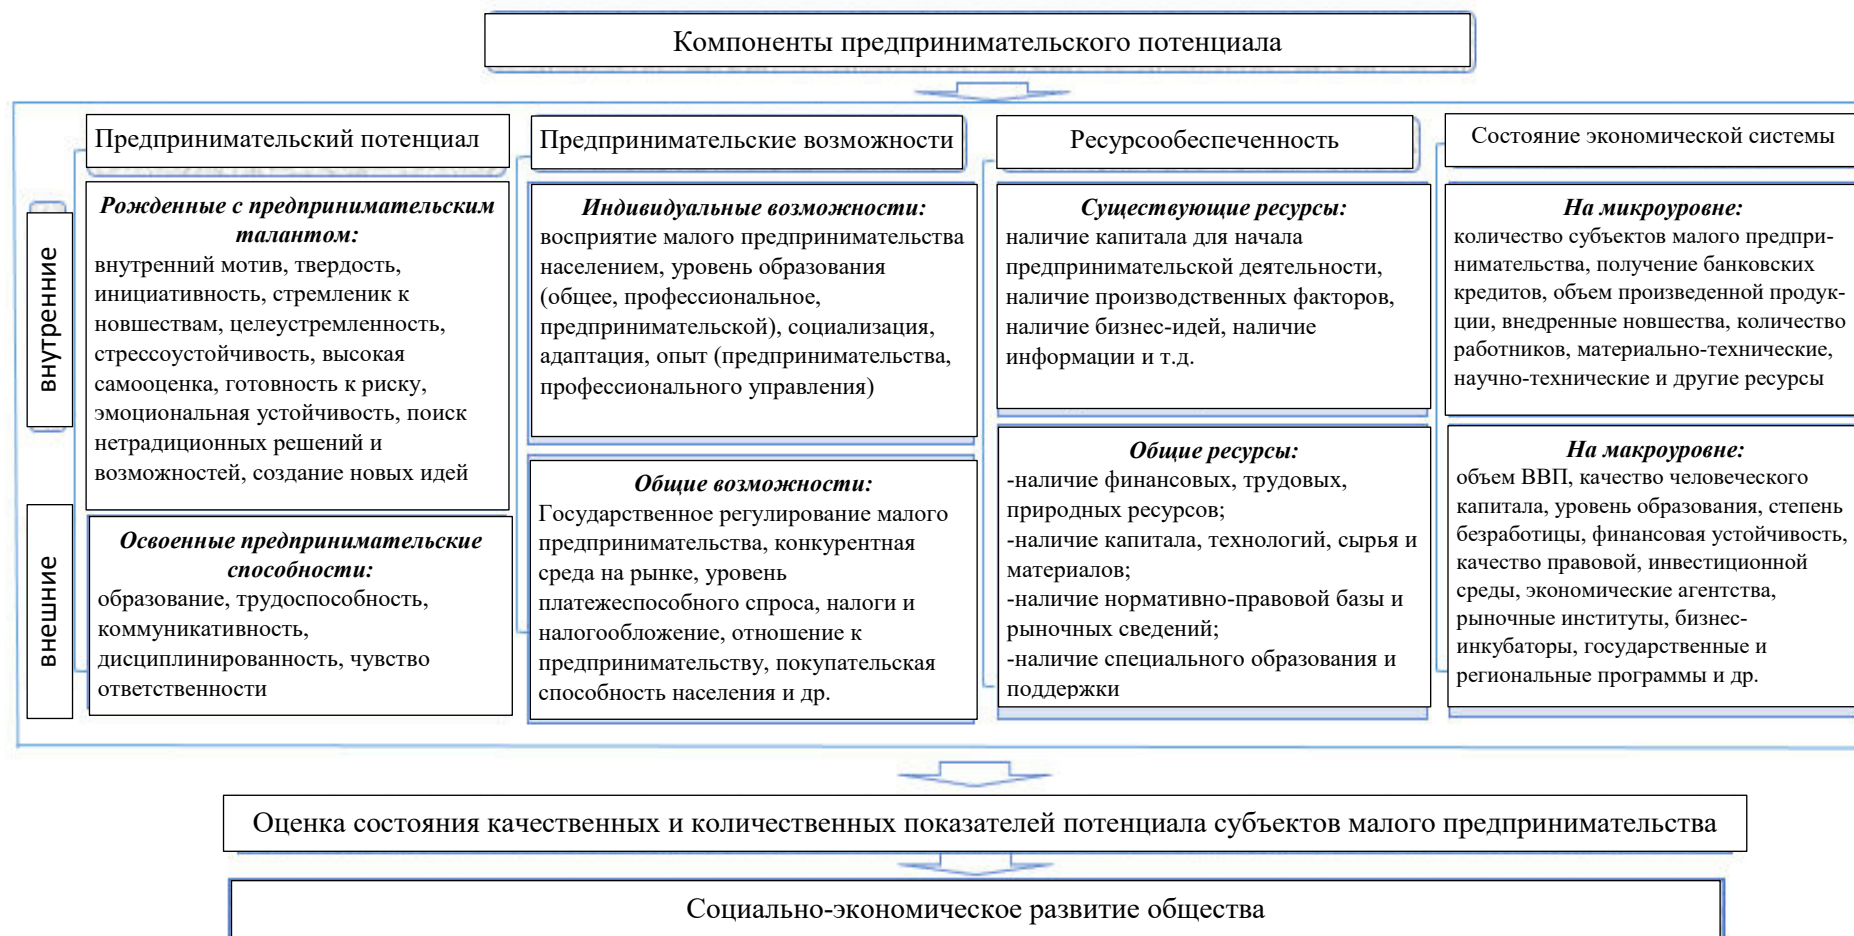 Компоненты предпринимательского потенциала
Предпринимательский потенциал
Предпринимательские возможности
Ресурсообеспеченность
Состояние экономической системы
внутренние
Рожденные с предпринимательским
талантом:
внутренний мотив, твердость,
инициативность, стремленик к
новшествам, целеустремленность,
стрессоустойчивость, высокая
самооценка, готовность к риску,
эмоциональная устойчивость, поиск
нетрадиционных решений и
возможностей, создание новых идей
Индивидуальные возможности:
восприятие малого предпринимательства
населением, уровень образования
(общее, профессиональное,
предпринимательской), социализация,
адаптация, опыт (предпринимательства,
профессионального управления)
Существующие ресурсы:
наличие капитала для начала
предпринимательской деятельности,
наличие производственных факторов,
наличие бизнес-идей, наличие
информации и т.д.
На микроуровне:
количество субъектов малого предпри-
нимательства, получение банковских
кредитов, объем произведенной продук-
ции, внедренные новшества, количество
работников, материально-технические,
научно-технические и другие ресурсы
внешние
Освоенные предпринимательские
способности:
образование, трудоспособность,
коммуникативность,
дисциплинированность, чувство
ответственности
Общие возможности:
Государственное регулирование малого
предпринимательства, конкурентная
среда на рынке, уровень
платежеспособного спроса, налоги и
налогообложение, отношение к
предпринимательству, покупательская
способность населения и др.
Общие ресурсы:
-наличие финансовых, трудовых,
природных ресурсов;
-наличие капитала, технологий, сырья и
материалов;
-наличие нормативно-правовой базы и
рыночных сведений;
-наличие специального образования и
поддержки
На макроуровне:
объем ВВП, качество человеческого
капитала, уровень образования, степень
безработицы, финансовая устойчивость,
качество правовой, инвестиционной
среды, экономические агентства,
рыночные институты, бизнес-
инкубаторы, государственные и
региональные программы и др.
Оценка состояния качественных и количественных показателей потенциала субъектов малого предпринимательства
Социально-экономическое развитие общества